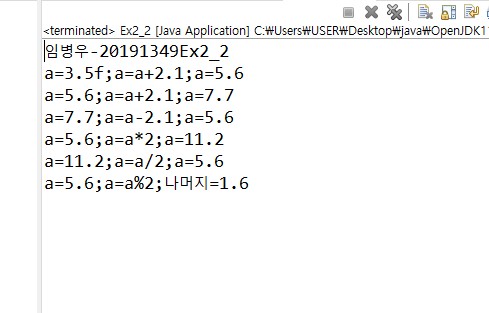 <terminated> Ex2_2 [Java Application] C:₩Users₩USER₩Desktop₩java₩OpenJDK1
임병우-20191349Ex2_2
a=3.5f;a=a+2.1;a=5.6
a=5.6;a=a+2.1;a=7.7
a=7.7;a=a-2.1;a=5.6
a=5.6;a=a*2;a=11.2
a=11.2;a=a/2;a=5.6
a=5.6;a=a%2;나머지=1.6